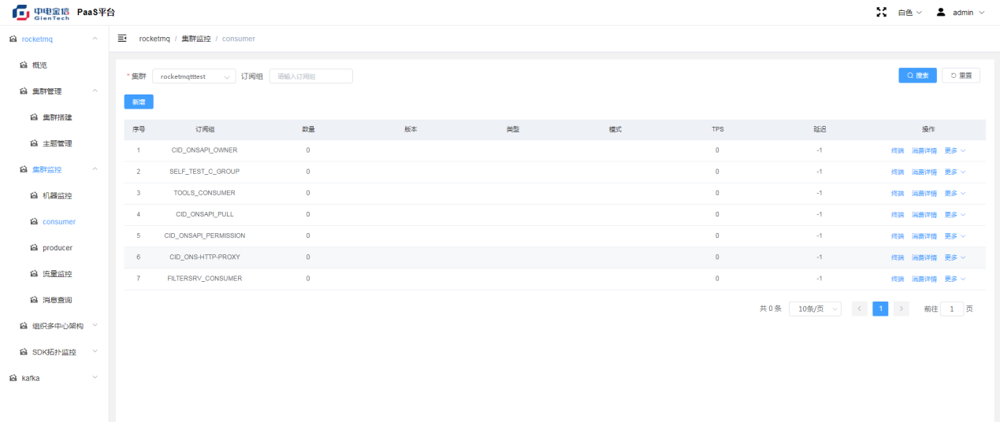 中电金信 GienTech PaaS平台 白色 admin
rocketmq
概览
集群管理
集群搭建
主题管理
集群监控
机器监控
consumer
producer
流量监控
消息查询
组织多中心架构
SDK拓扑监控
kafka
rocketmq / 集群监控 / consumer
* 集群 rocketmqtttest 订阅组 请输入订阅组 搜索 重置
新增
序号 订阅组 数量 版本 类型 模式 TPS 延迟 操作
1 CID_ONSAPI_OWNER 0 0 -1 终端 消费详情 更多
2 SELF_TEST_C_GROUP 0 0 -1 终端 消费详情 更多
3 TOOLS_CONSUMER 0 0 -1 终端 消费详情 更多
4 CID_ONSAPI_PULL 0 0 -1 终端 消费详情 更多
5 CID_ONSAPI_PERMISSION 0 0 -1 终端 消费详情 更多
6 CID_ONS-HTTP-PROXY 0 0 -1 终端 消费详情 更多
7 FILTERSRV_CONSUMER 0 0 -1 终端 消费详情 更多
共 0 条 10条/页 < 1 > 前往 1 页